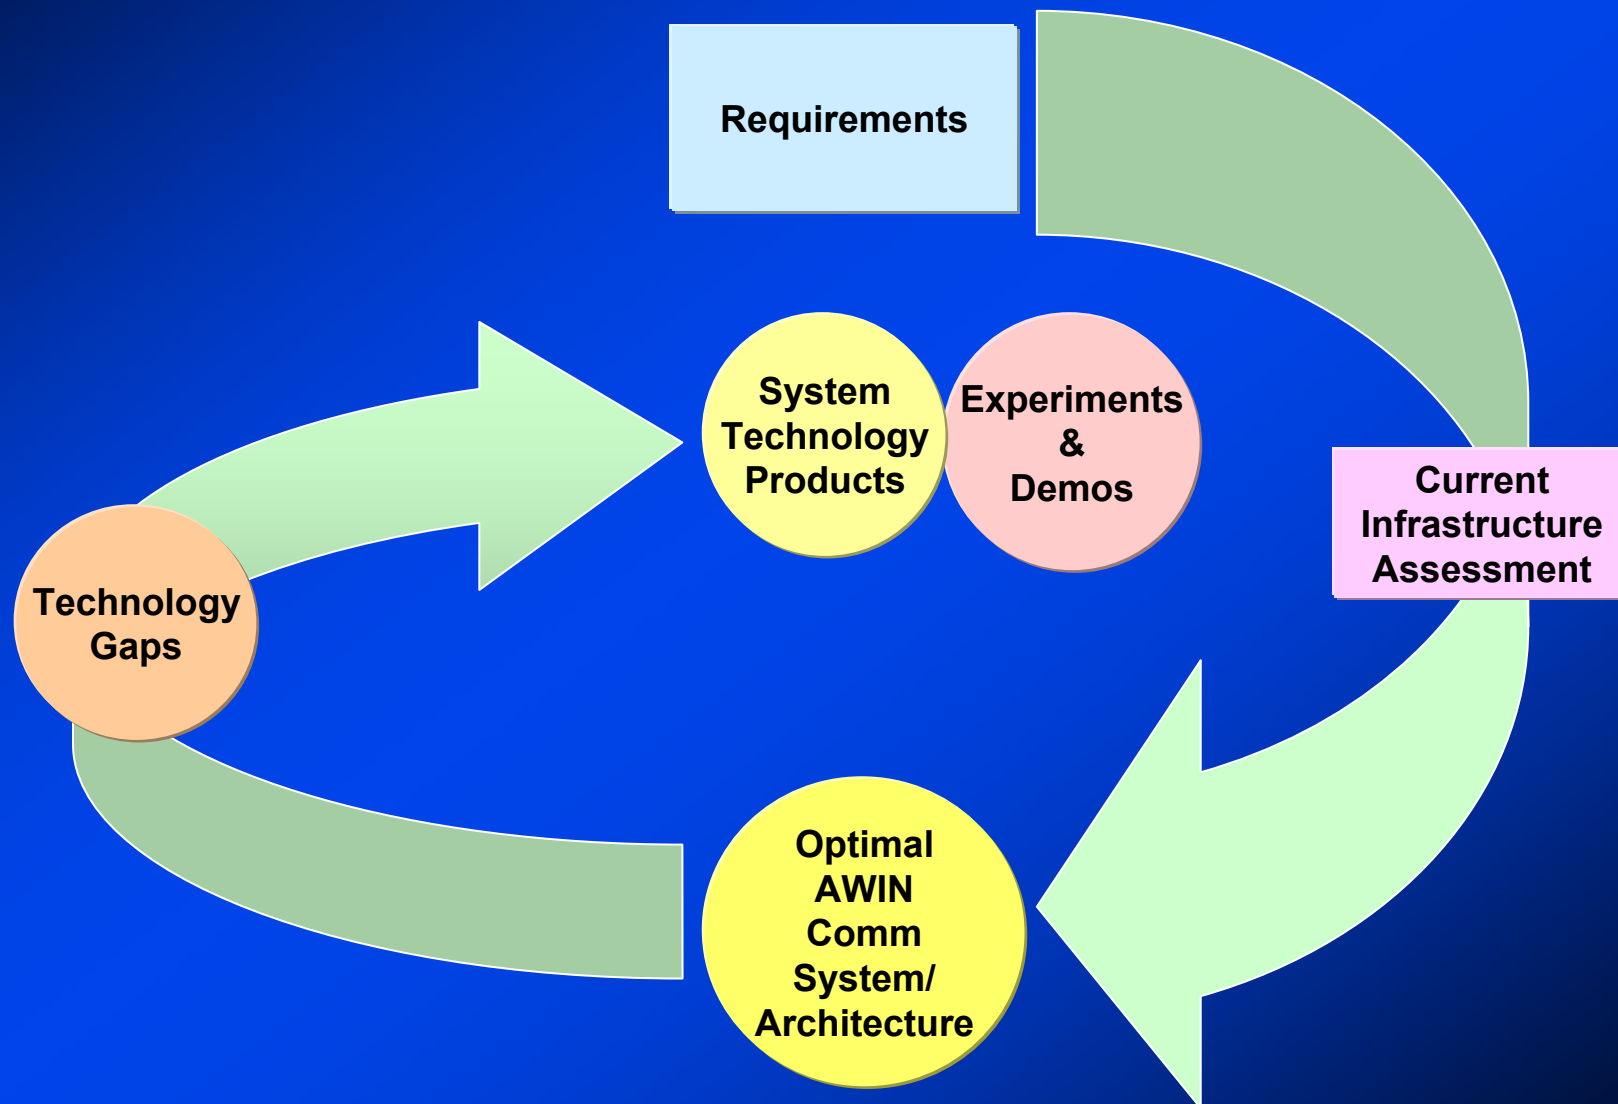 Requirements
System
Technology
Products
Experiments
&
Demos
Current
Infrastructure
Assessment
Technology
Gaps
Optimal
AWIN
Comm
System/
Architecture